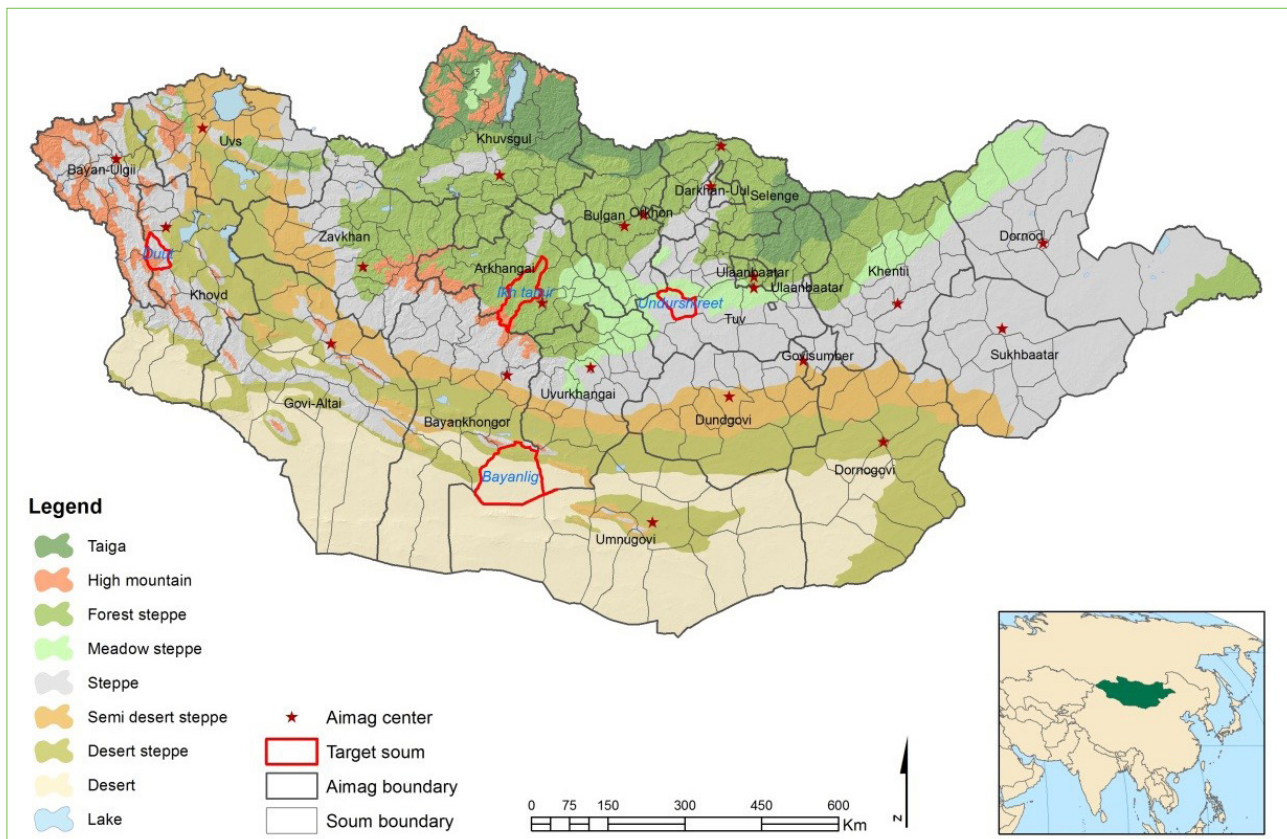 Khuvsgul
Uvs
Bayan-Ulgii
Darkhan-Uul
Selenge
Orkhon
Bulgan
Dornod
Zavkhan
Duut
Arkhangai
Khentii
Ulaanbaatar
Ulaanbaatar
Khovd
Ikh tamir
Undurshireet
Tuv
Sukhbaatar
Govisumber
Uvurkhangai
Govi-Altai
Bayankhongor
Dundgovi
Dornogovi
Bayanlig
Umnugovi
Legend
Taiga
High mountain
Forest steppe
Meadow steppe
Steppe
Semi desert steppe
Desert steppe
Desert
Lake
Aimag center
Target soum
Aimag boundary
Soum boundary
N
0 75 150 300 450 600
Km